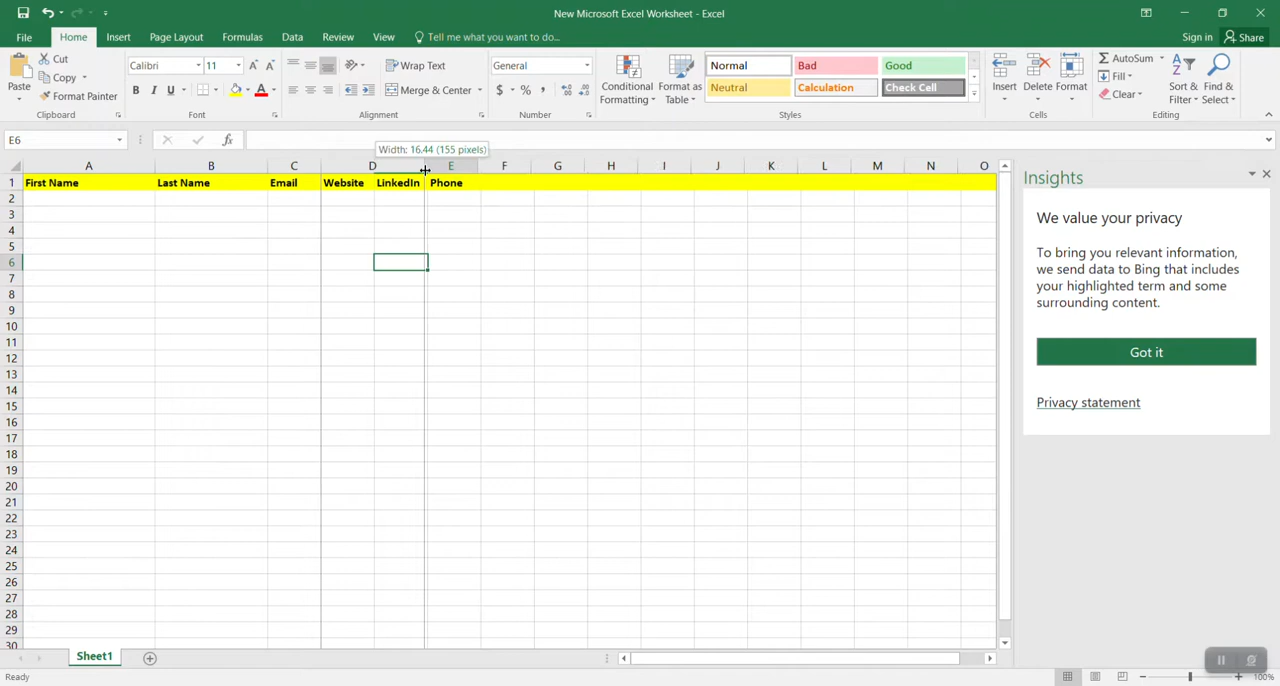 New Microsoft Excel Worksheet - Excel
File Home Insert Page Layout Formulas Data Review View Tell me what you want to do... Sign in Share
Paste
Cut
Copy
Format Painter
Clipboard
Calibri 11
B I U
Font
Wrap Text
Merge & Center
Alignment
General
$ % ,
Number
Conditional Formatting
Format as Table
Normal Bad Good
Neutral Calculation Check Cell
Styles
Insert Delete Format
Cells
AutoSum
Fill
Clear
Sort & Filter
Find & Select
Editing
E6
fx
Width: 16.44 (155 pixels)
A B C D E F G H I J K L M N O
1 First Name Last Name Email Website LinkedIn Phone
2
3
4
5
6
7
8
9
10
11
12
13
14
15
16
17
18
19
20
21
22
23
24
25
26
27
28
29
30
Insights
We value your privacy
To bring you relevant information,
we send data to Bing that includes
your highlighted term and some
surrounding content.
Got it
Privacy statement
Sheet1
Ready
100%